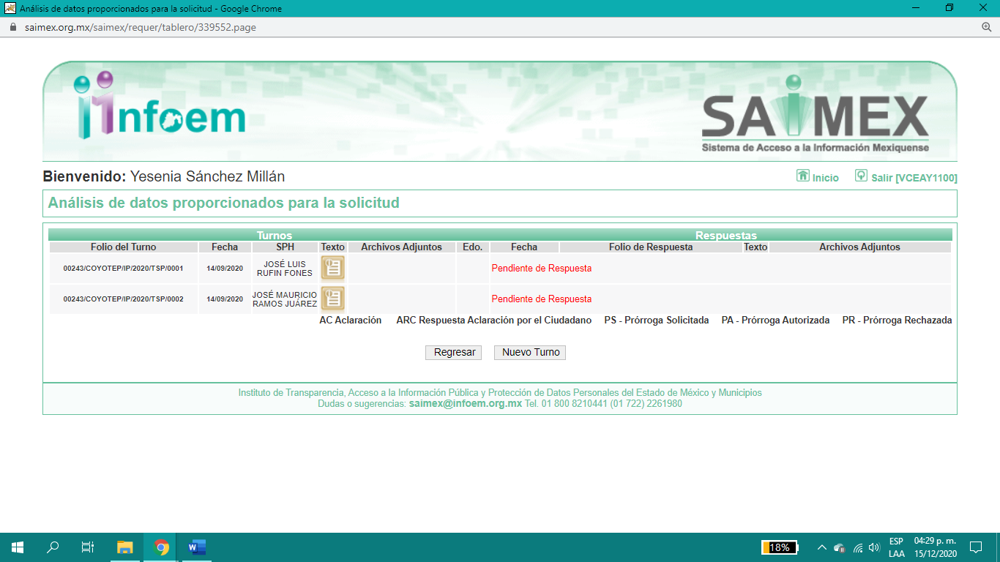 Análisis de datos proporcionados para la solicitud - Google Chrome
saimex.org.mx/saimex/requer/tablero/339552.page
infoem
SAIMEX
Sistema de Acceso a la Información Mexiquense
Bienvenido: Yesenia Sánchez Millán
Inicio Salir [VCEAY1100]
Análisis de datos proporcionados para la solicitud
Turnos Respuestas
Folio del Turno Fecha SPH Texto Archivos Adjuntos Edo. Fecha Folio de Respuesta Texto Archivos Adjuntos
00243/COYOTEP/IP/2020/TSP/0001 14/09/2020 JOSÉ LUIS
RUFIN FONES
Pendiente de Respuesta
00243/COYOTEP/IP/2020/TSP/0002 14/09/2020 JOSÉ MAURICIO
RAMOS JUÁREZ
Pendiente de Respuesta
AC Aclaración ARC Respuesta Aclaración por el Ciudadano PS - Prórroga Solicitada PA - Prórroga Autorizada PR - Prórroga Rechazada
Regresar Nuevo Turno
Instituto de Transparencia, Acceso a la Información Pública y Protección de Datos Personales del Estado de México y Municipios
Dudas o sugerencias: saimex@infoem.org.mx Tel. 01 800 8210441 (01 722) 2261980
18%
ESP
LAA
04:29 p. m.
15/12/2020